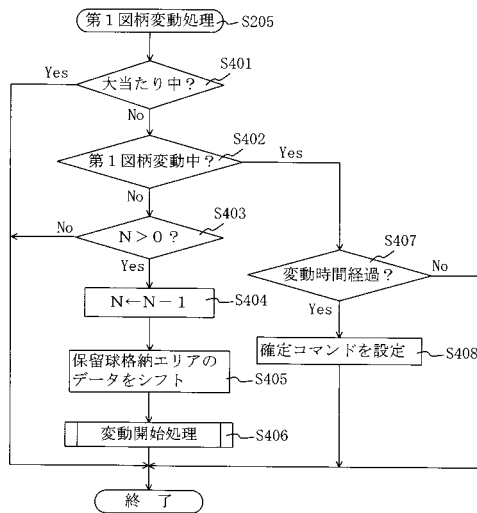 第１図柄変動処理
S205
Yes
大当たり中？
S401
No
第１図柄変動中？
S402
Yes
No
No
Ｎ＞０？
S403
変動時間経過？
S407
No
Yes
Yes
Ｎ←Ｎ－１
S404
確定コマンドを設定
S408
保留球格納エリアの
データをシフト
S405
変動開始処理
S406
終　了